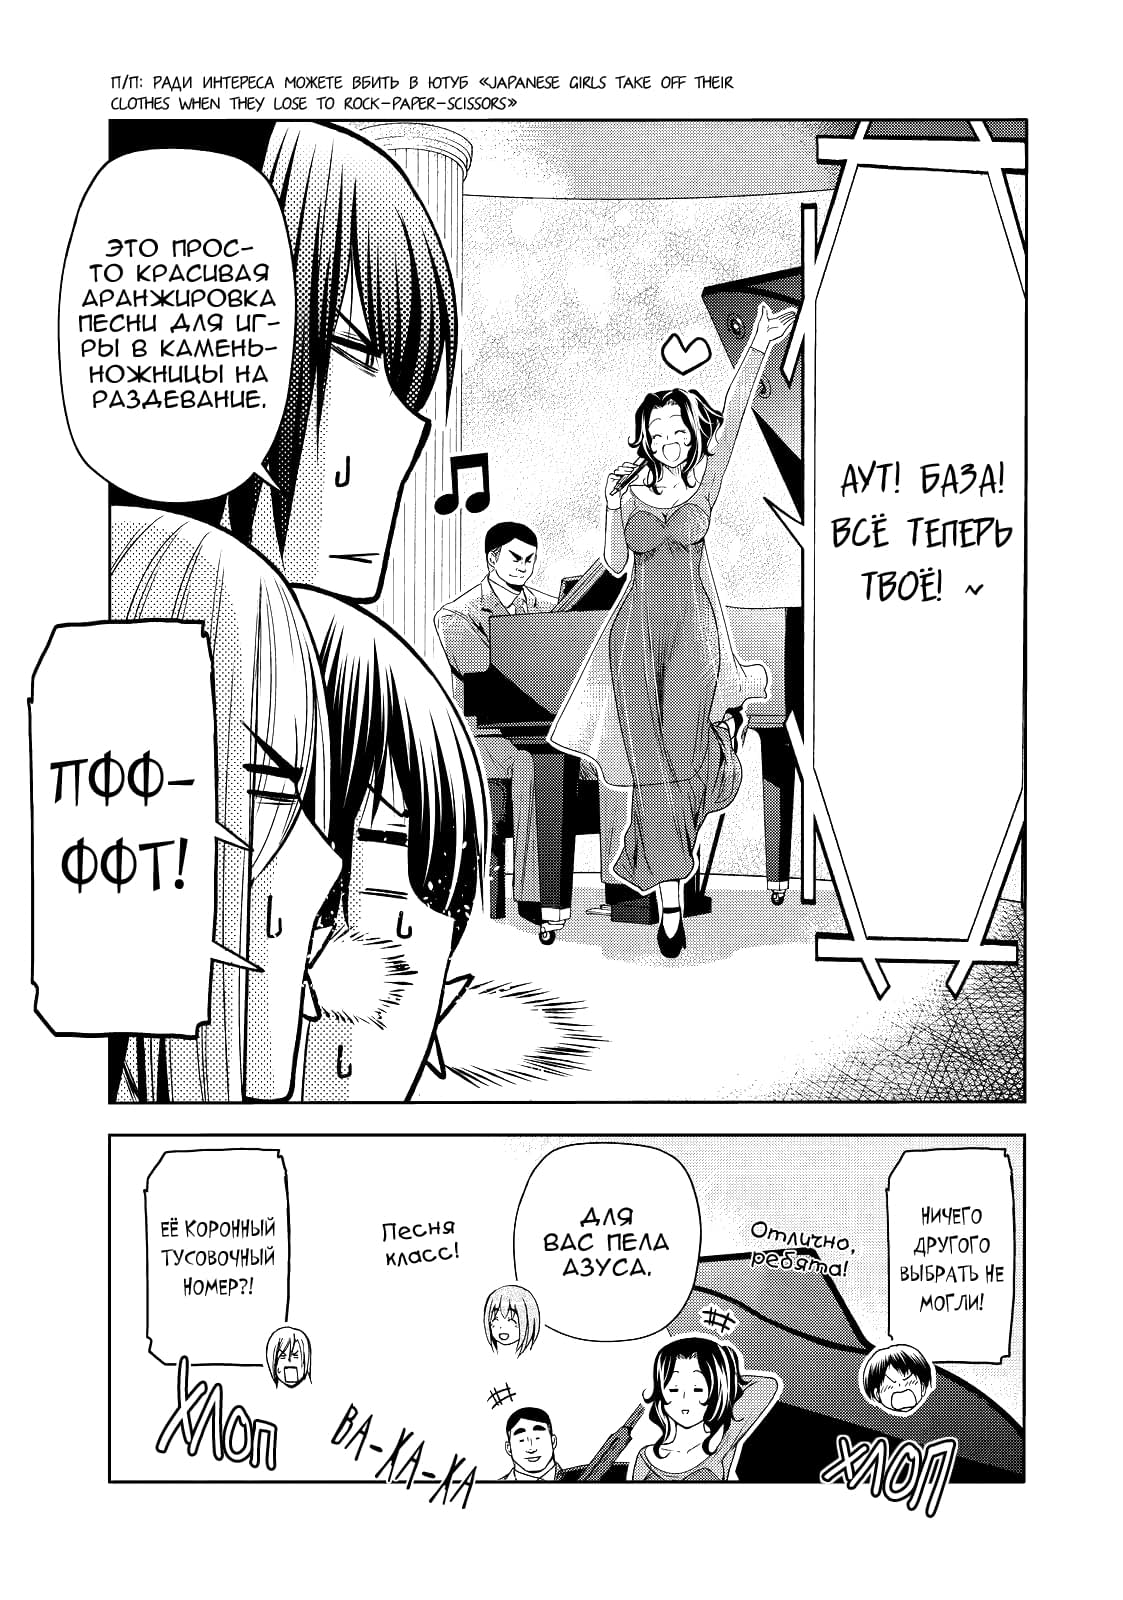 П/П: РАДИ ИНТЕРЕСА МОЖЕТЕ ВБИТЬ В ЮТУБ «JAPANESE GIRLS TAKE OFF THEIR
CLOTHES WHEN THEY LOSE TO ROCK-PAPER-SCISSORS»
АУТ! БАЗА!
ВСЁ ТЕПЕРЬ
ТВОЁ! ~
ЭТО ПРОС-
ТО КРАСИВАЯ
АРАНЖИРОВКА
ПЕСНИ ДЛЯ ИГ-
РЫ В КАМЕНЬ-
НОЖНИЦЫ НА
РАЗДЕВАНИЕ.
ПФФ-
ФФТ!
НИЧЕГО
ДРУГОГО
ВЫБРАТЬ НЕ
МОГЛИ!
Отлично,
ребята!
ДЛЯ
ВАС ПЕЛА
АЗУСА.
Песня
класс!
ЕЁ КОРОННЫЙ
ТУСОВОЧНЫЙ
НОМЕР?!
ХЛОП
ВА-ХА-ХА
ХЛОП